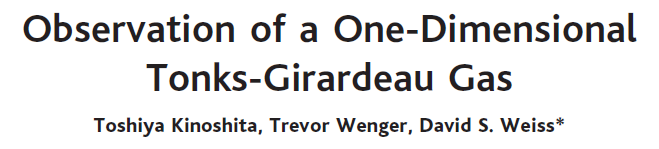 Observation of a One-Dimensional
Tonks-Girardeau Gas
Toshiya Kinoshita, Trevor Wenger, David S. Weiss*